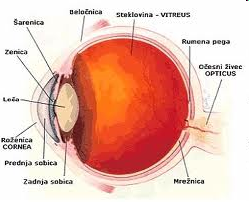 Beločnica
Steklovina – VITREUS
Šarenica
Rumena pega
Zenica
Očesni živec
OPTICUS
Leča
Roženica
CORNEA
Prednja sobica
Zadnja sobica
Mrežnica